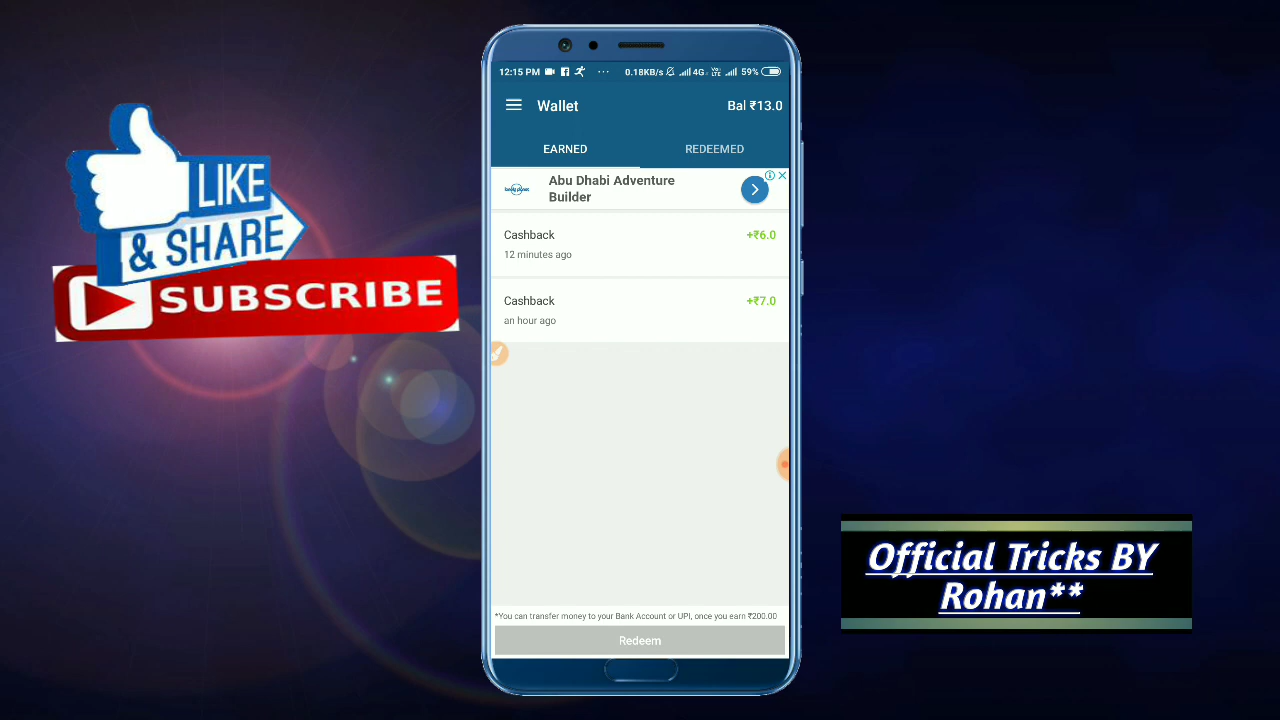 LIKE
& SHARE
SUBSCRIBE
12:15 PM
0.18KB/s
4G
VoLTE
59%
Wallet
Bal ₹13.0
EARNED
REDEEMED
Abu Dhabi Adventure
Builder
Cashback
+₹6.0
12 minutes ago
Cashback
+₹7.0
an hour ago
*You can transfer money to your Bank Account or UPI, once you earn ₹200.00
Redeem
Official Tricks BY
Rohan**